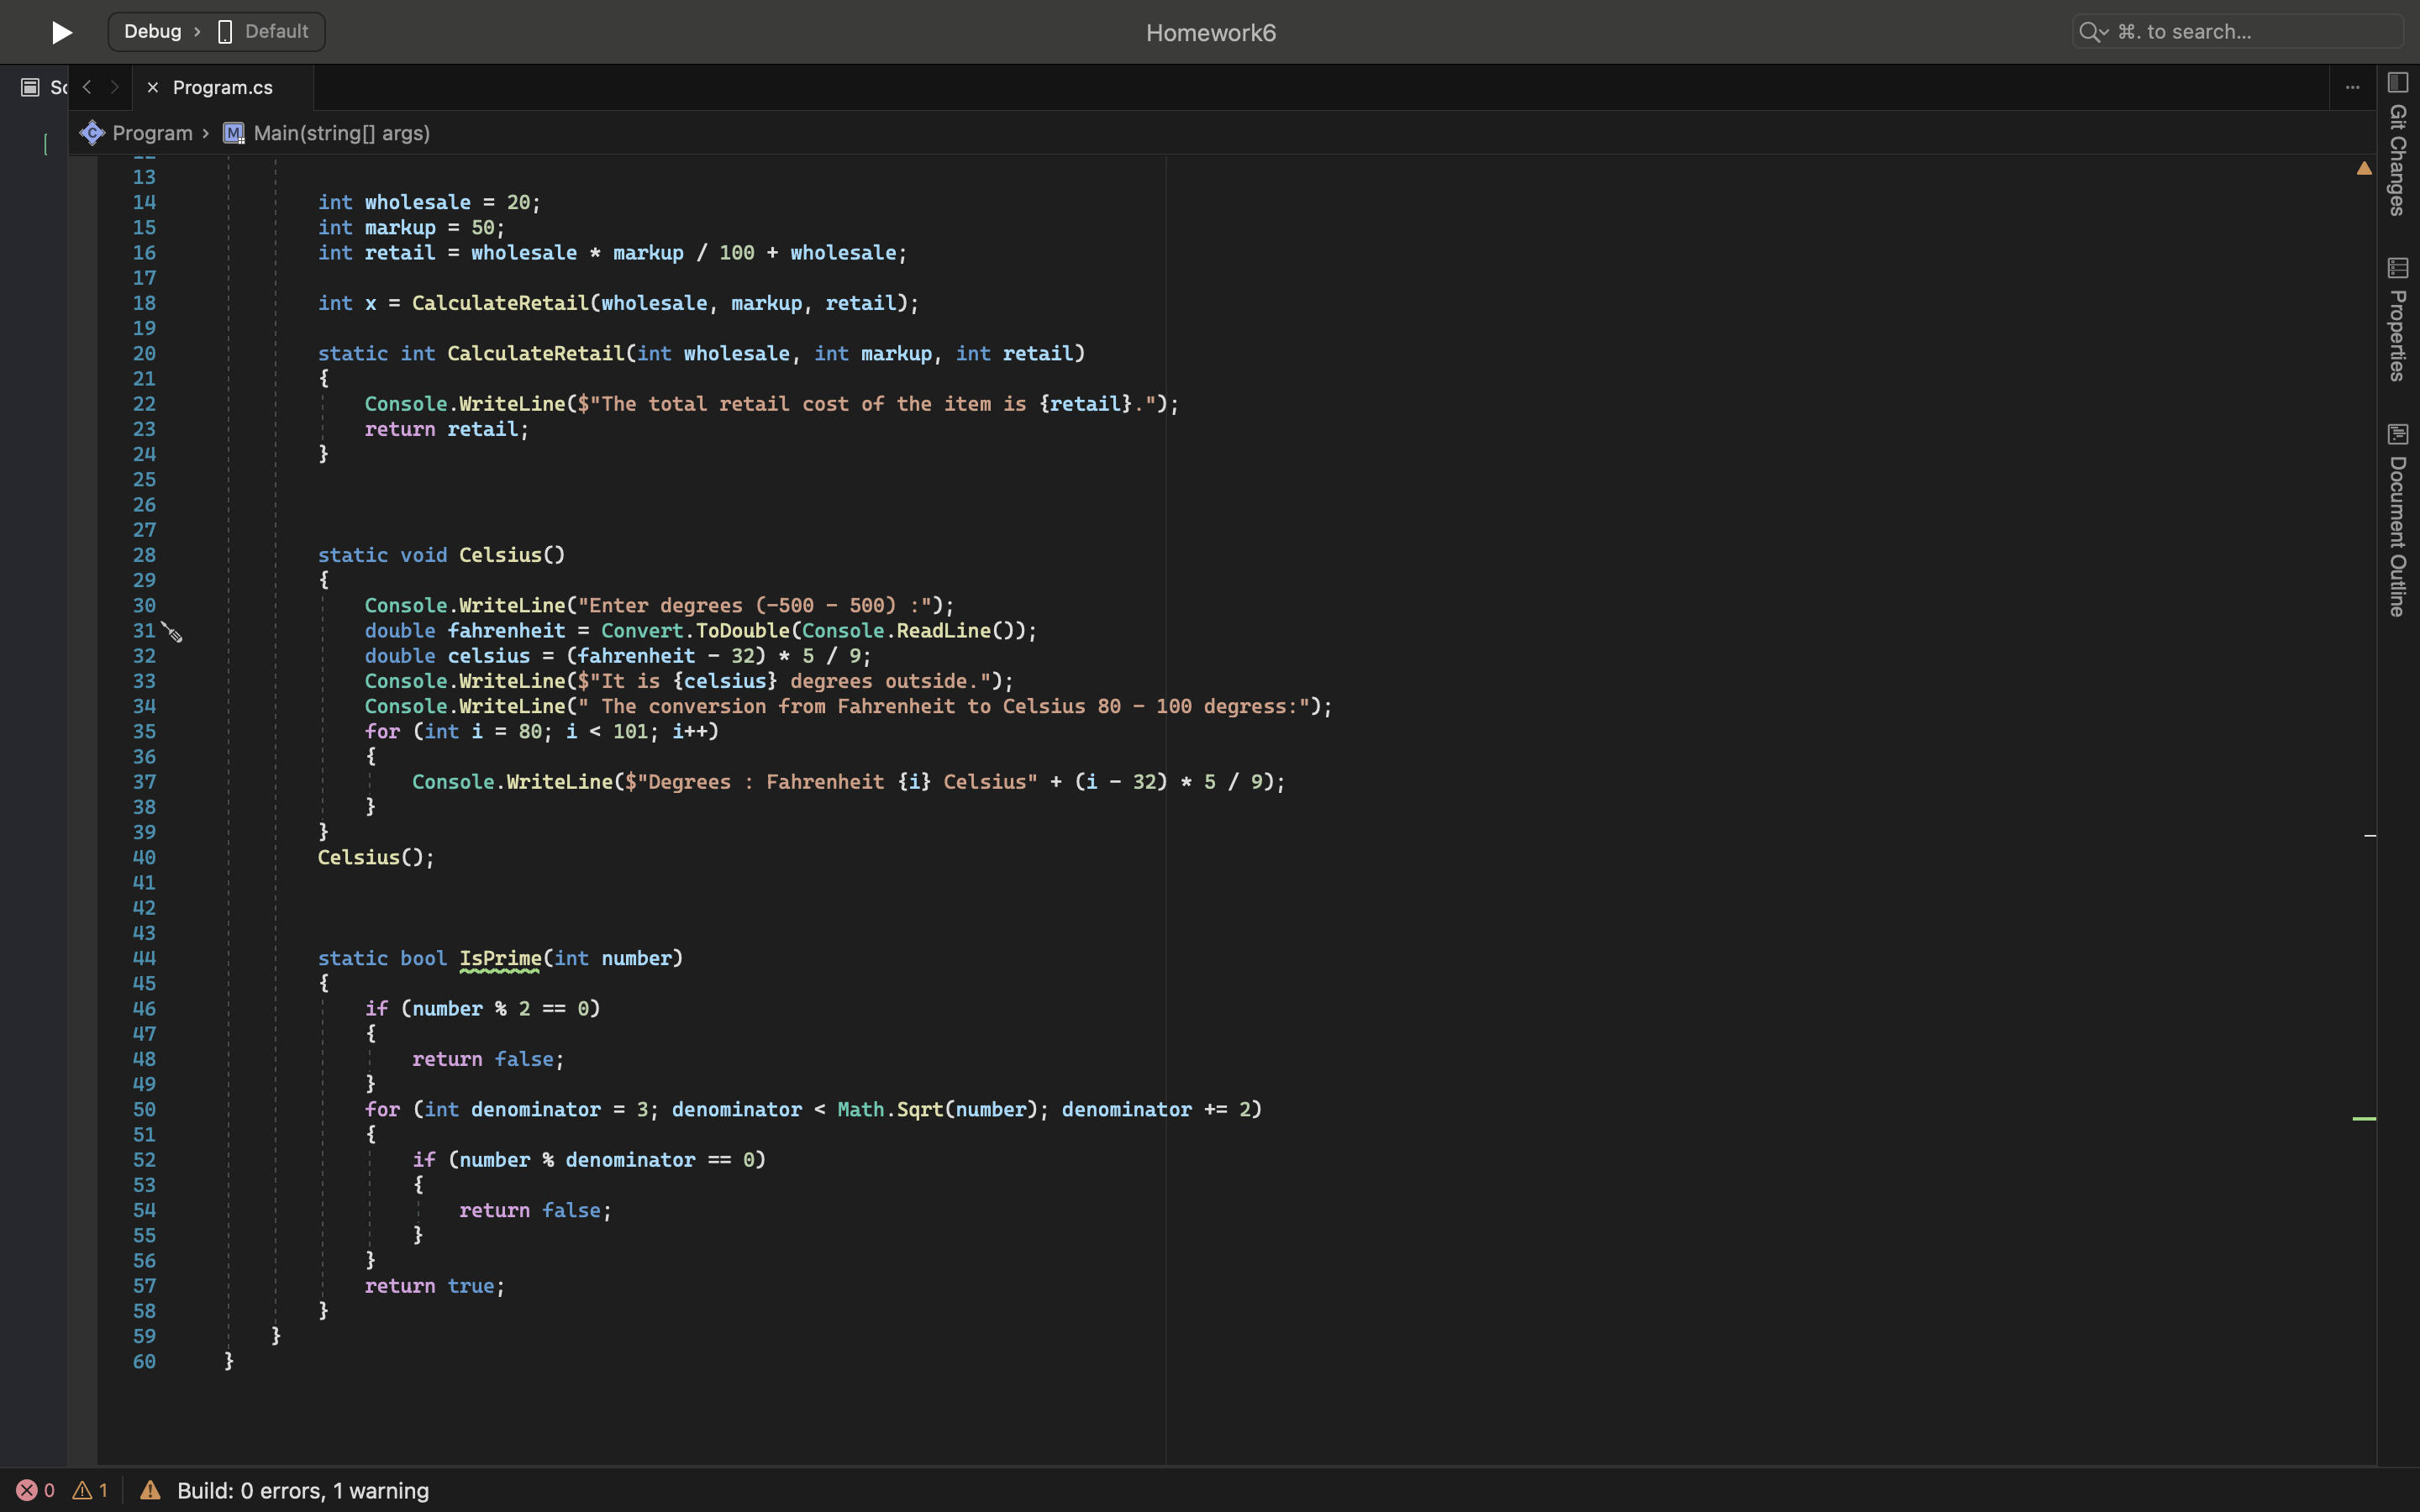 Debug › Default
Homework6
⌘. to search...
Program.cs
Program › M Main(string[] args)
13
14 int wholesale = 20;
15 int markup = 50;
16 int retail = wholesale * markup / 100 + wholesale;
17
18 int x = CalculateRetail(wholesale, markup, retail);
19
20 static int CalculateRetail(int wholesale, int markup, int retail)
21 {
22 Console.WriteLine($"The total retail cost of the item is {retail}.");
23 return retail;
24 }
25
26
27
28 static void Celsius()
29 {
30 Console.WriteLine("Enter degrees (-500 - 500) :");
31 double fahrenheit = Convert.ToDouble(Console.ReadLine());
32 double celsius = (fahrenheit - 32) * 5 / 9;
33 Console.WriteLine($"It is {celsius} degrees outside.");
34 Console.WriteLine(" The conversion from Fahrenheit to Celsius 80 - 100 degress:");
35 for (int i = 80; i < 101; i++)
36 {
37 Console.WriteLine($"Degrees : Fahrenheit {i} Celsius" + (i - 32) * 5 / 9);
38 }
39 }
40 Celsius();
41
42
43
44 static bool IsPrime(int number)
45 {
46 if (number % 2 == 0)
47 {
48 return false;
49 }
50 for (int denominator = 3; denominator < Math.Sqrt(number); denominator += 2)
51 {
52 if (number % denominator == 0)
53 {
54 return false;
55 }
56 }
57 return true;
58 }
59 }
60 }
Git Changes
Properties
Document Outline
0 1 Build: 0 errors, 1 warning